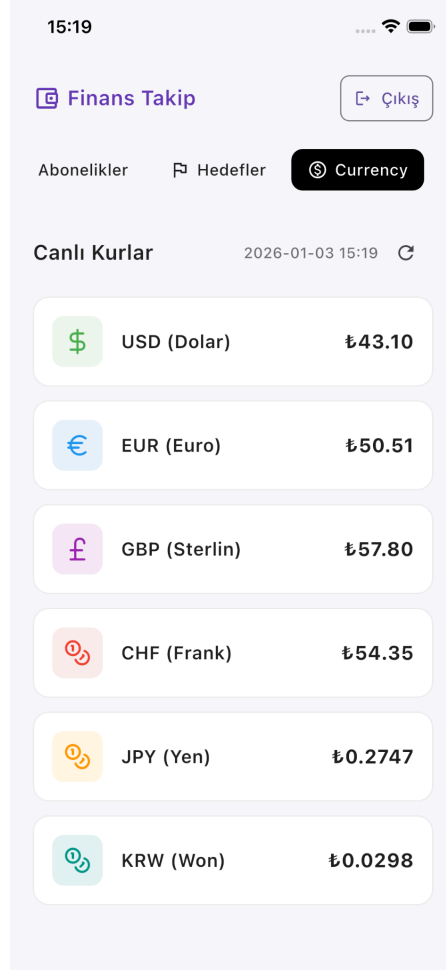 15:19
Finans Takip
Çıkış
Abonelikler Hedefler Currency
Canlı Kurlar 2026-01-03 15:19
$ USD (Dolar) ₺43.10
€ EUR (Euro) ₺50.51
£ GBP (Sterlin) ₺57.80
CHF (Frank) ₺54.35
JPY (Yen) ₺0.2747
KRW (Won) ₺0.0298